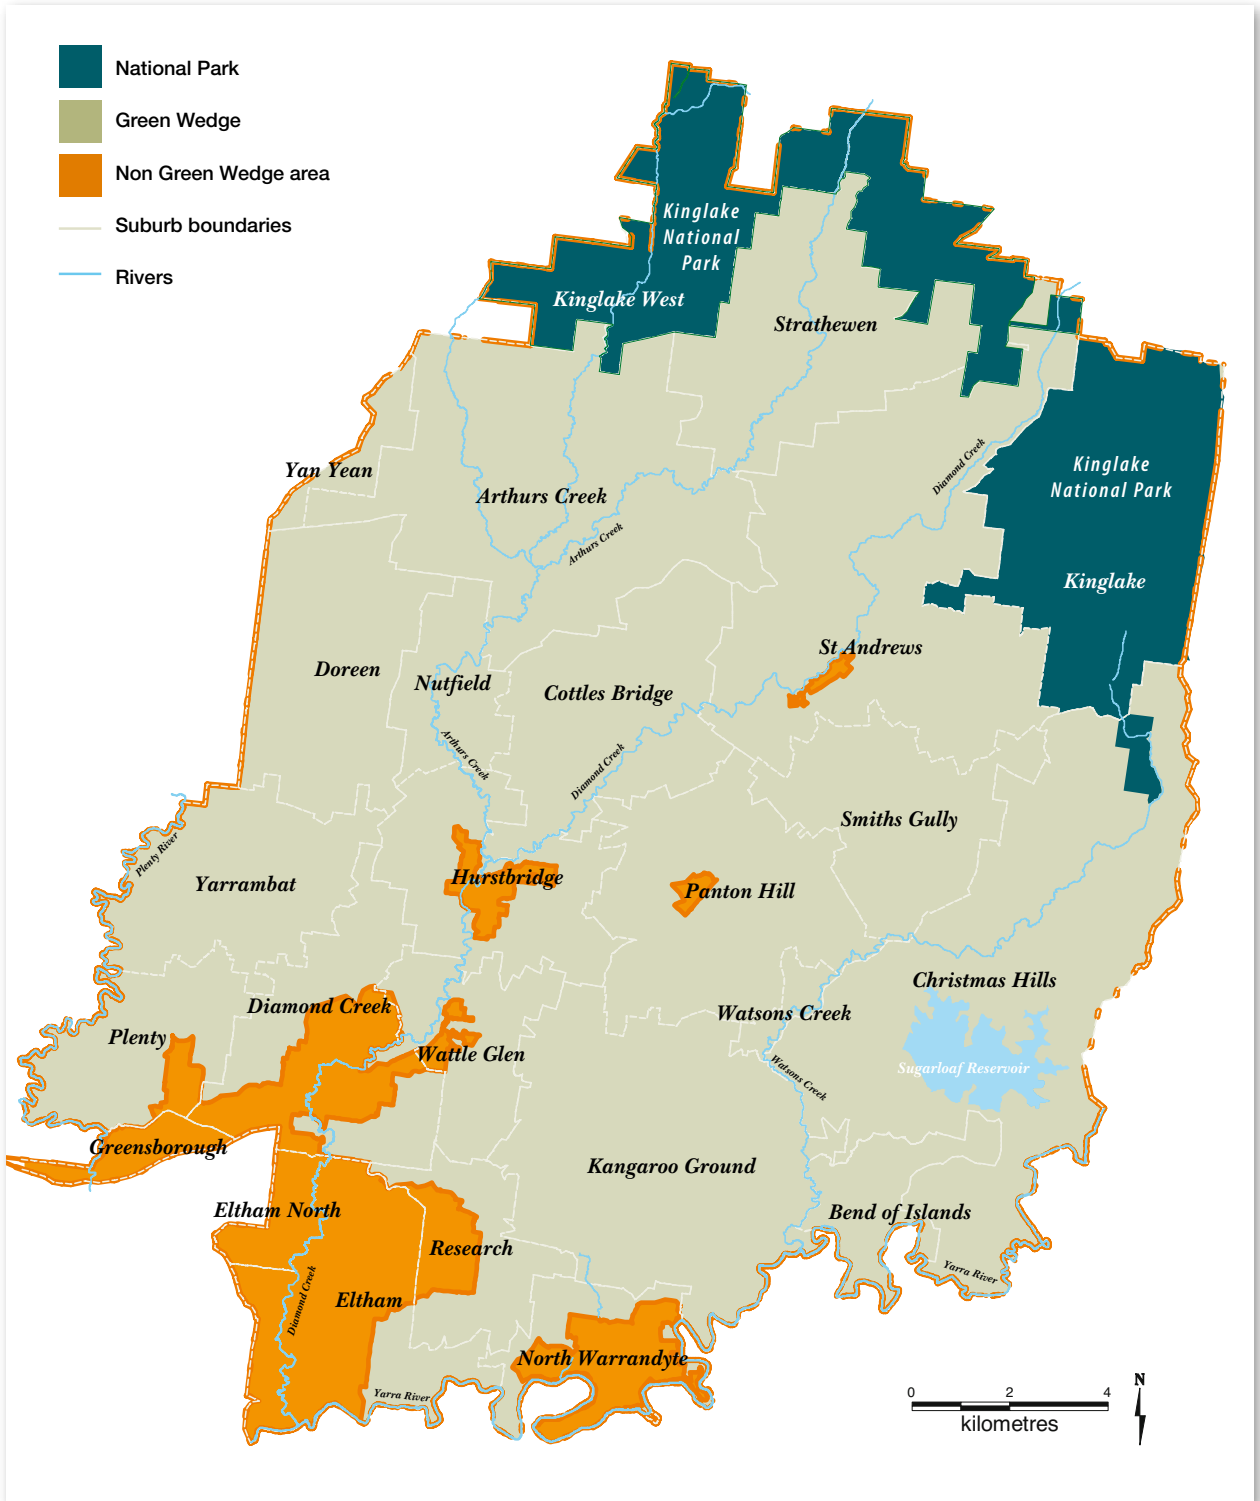 National Park
Green Wedge
Non Green Wedge area
Suburb boundaries
Rivers
Kinglake
National
Park
Kinglake West
Strathewen
Diamond Creek
Kinglake
National Park
Yan Yean
Arthurs Creek
Arthurs Creek
Kinglake
St Andrews
Doreen
Nutfield
Cottles Bridge
Arthurs Creek
Diamond Creek
Smiths Gully
Plenty River
Yarrambat
Hurstbridge
Panton Hill
Christmas Hills
Diamond Creek
Watsons Creek
Plenty
Wattle Glen
Sugarloaf Reservoir
Watsons Creek
Greensborough
Kangaroo Ground
Eltham North
Bend of Islands
Research
Yarra River
Diamond Creek
Eltham
North Warrandyte
Yarra River
N
0 2 4
kilometres